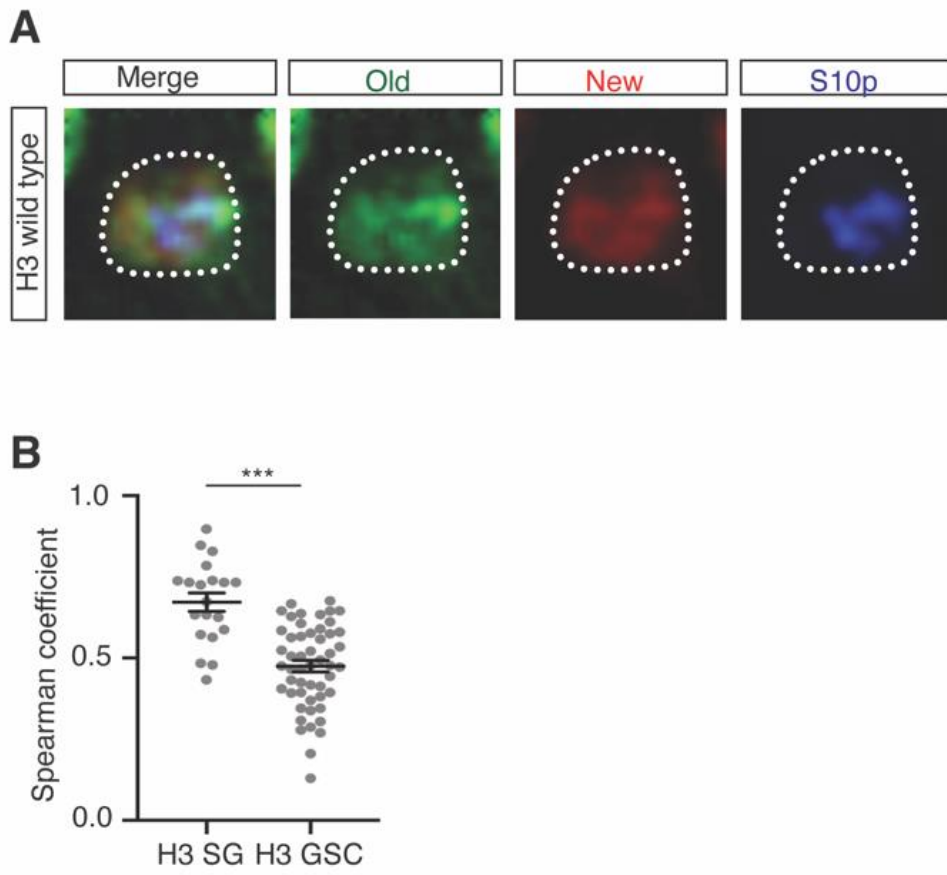 A
Merge Old New S10p
H3 wild type
B
***
1.0
0.5
0.0
Spearman coefficient
H3 SG H3 GSC